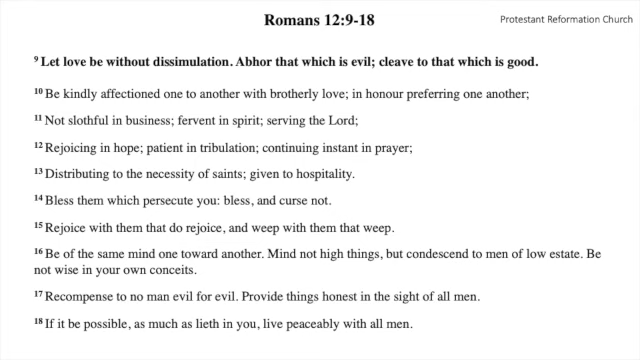 Romans 12:9-18
Protestant Reformation Church
9 Let love be without dissimulation. Abhor that which is evil; cleave to that which is good.
10 Be kindly affectioned one to another with brotherly love; in honour preferring one another;
11 Not slothful in business; fervent in spirit; serving the Lord;
12 Rejoicing in hope; patient in tribulation; continuing instant in prayer;
13 Distributing to the necessity of saints; given to hospitality.
14 Bless them which persecute you: bless, and curse not.
15 Rejoice with them that do rejoice, and weep with them that weep.
16 Be of the same mind one toward another. Mind not high things, but condescend to men of low estate. Be
not wise in your own conceits.
17 Recompense to no man evil for evil. Provide things honest in the sight of all men.
18 If it be possible, as much as lieth in you, live peaceably with all men.